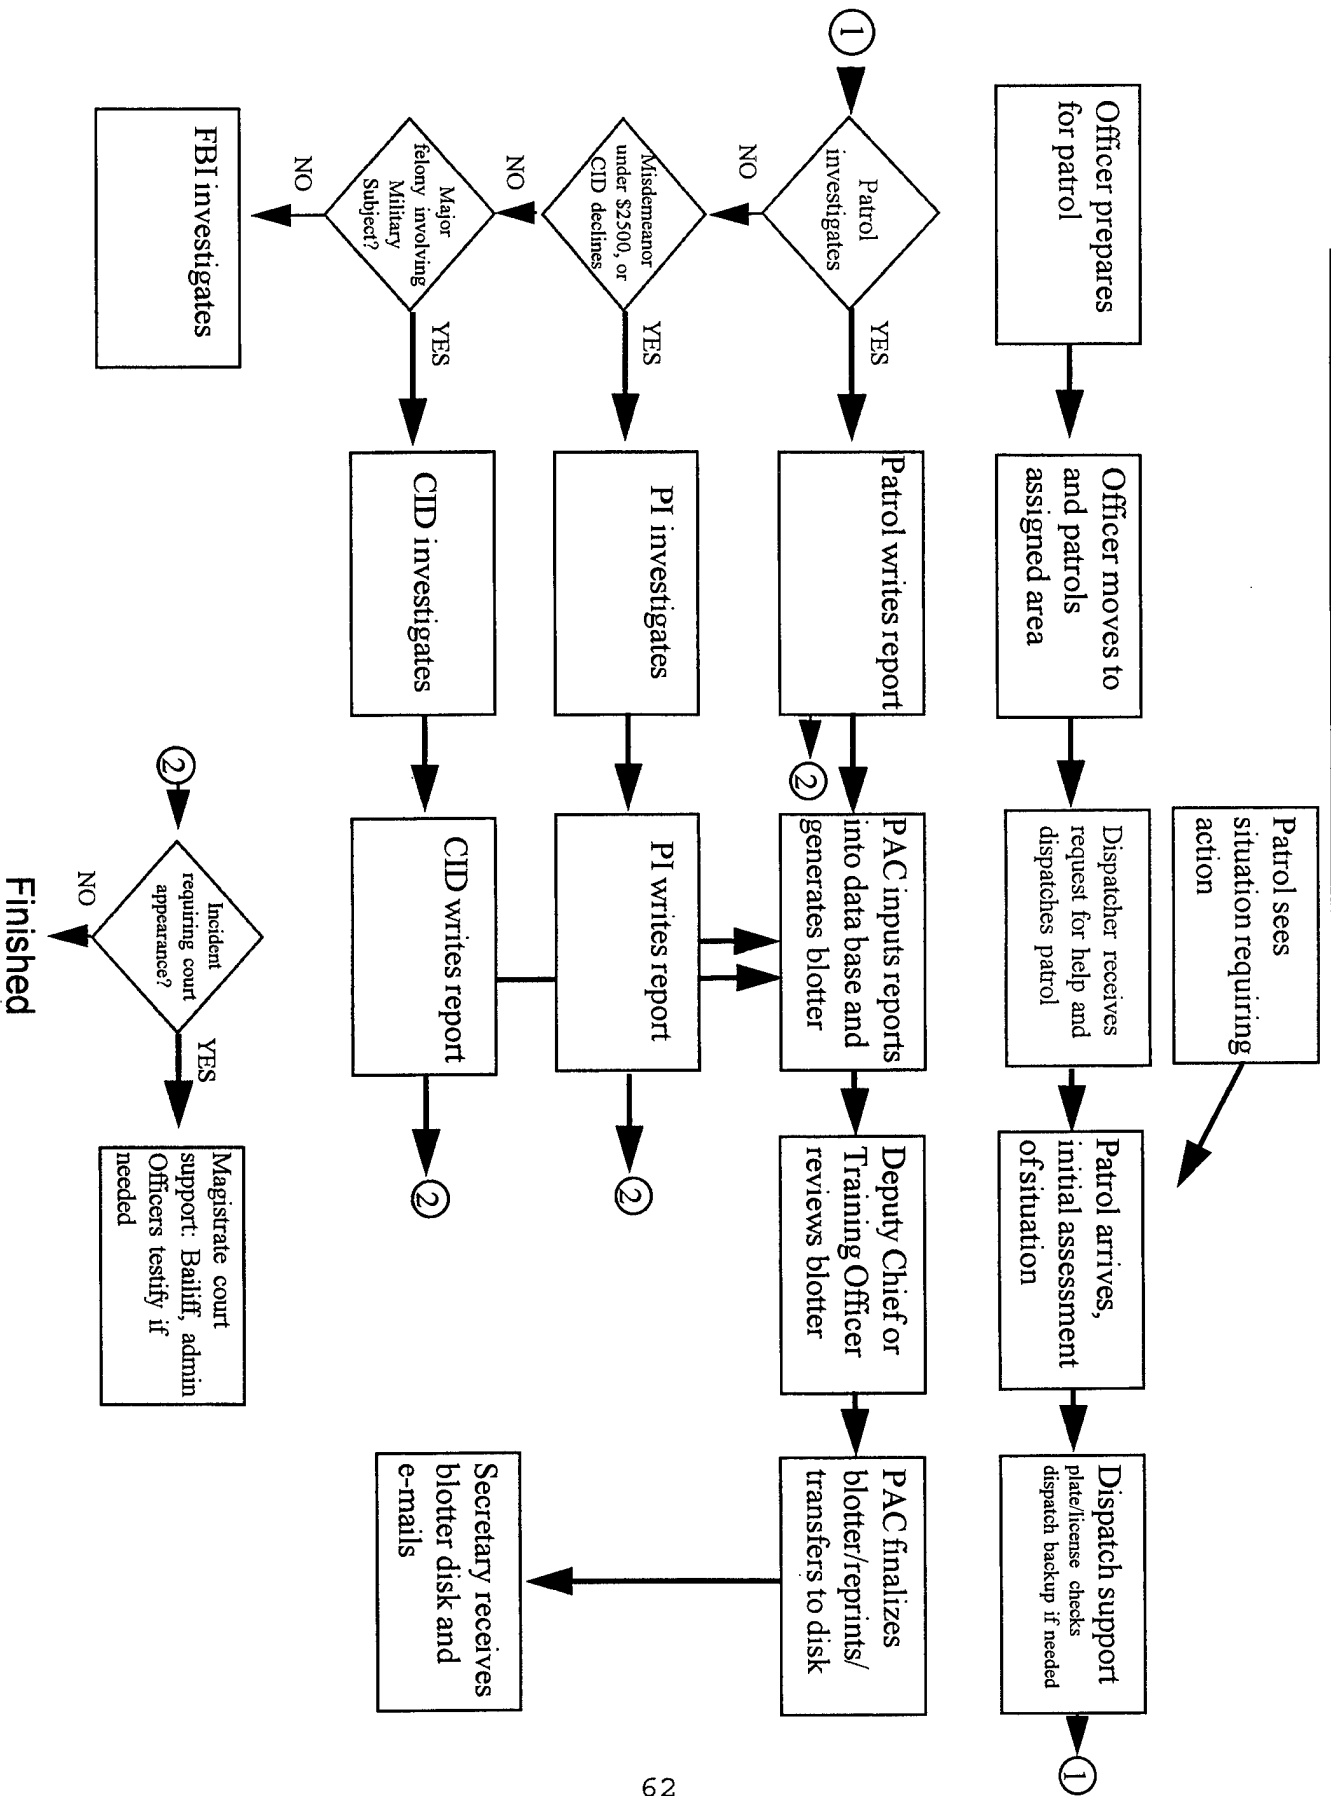 Patrol sees
situation requiring
action
Officer prepares
for patrol
Officer moves to
and patrols
assigned area
Dispatcher receives
request for help and
dispatches patrol
Patrol arrives,
initial assessment
of situation
Dispatch support
plate/license checks
dispatch backup if needed
1
1
Patrol
investigates
YES
NO
Patrol writes report
2
PAC inputs reports
into data base and
generates blotter
Deputy Chief or
Training Officer
reviews blotter
PAC finalizes
blotter/reprints/
transfers to disk
Misdemeanor
under $2500, or
CID declines
YES
NO
PI investigates
PI writes report
2
Major
felony involving
Military
Subject?
YES
NO
CID investigates
CID writes report
2
Secretary receives
blotter disk and
e-mails
FBI investigates
2
Incident
requiring court
appearance?
YES
NO
Magistrate court
support: Bailiff, admin
Officers testify if
needed
Finished
62